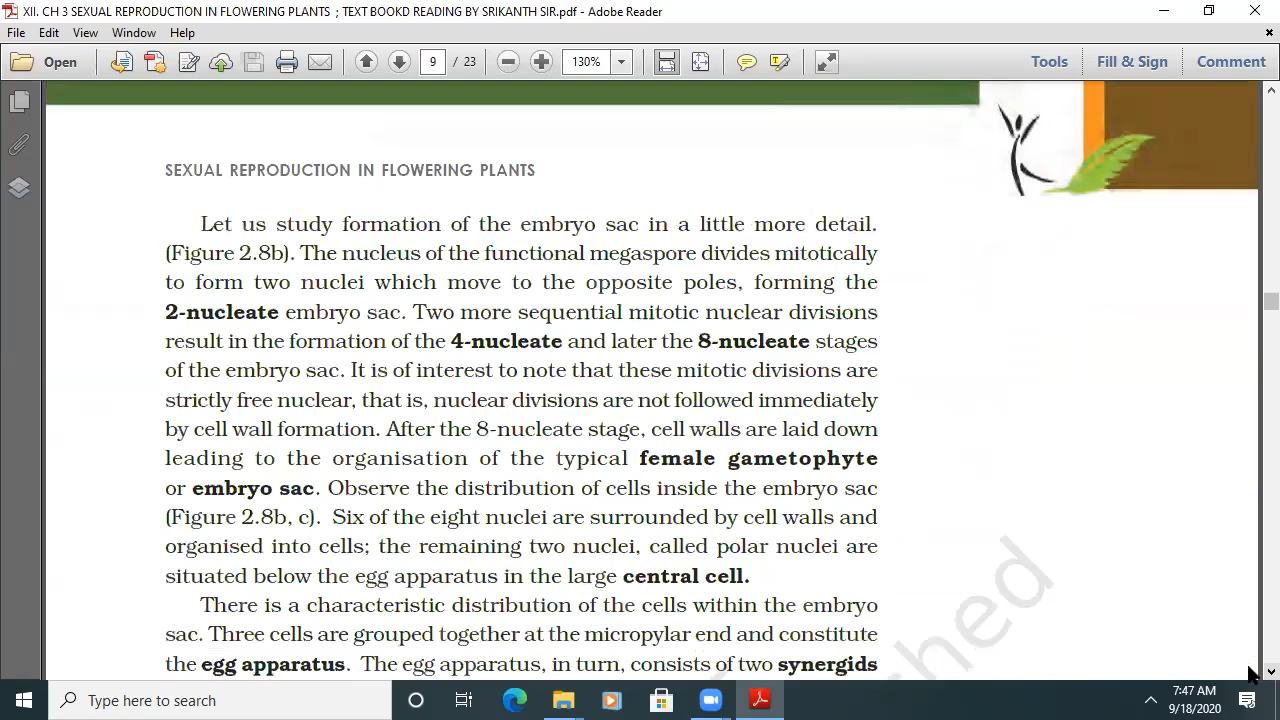 XII. CH 3 SEXUAL REPRODUCTION IN FLOWERING PLANTS ; TEXT BOOKD READING BY SRIKANTH SIR.pdf - Adobe Reader
File Edit View Window Help
Open 9 / 23 130% Tools Fill & Sign Comment
SEXUAL REPRODUCTION IN FLOWERING PLANTS
Let us study formation of the embryo sac in a little more detail.
(Figure 2.8b). The nucleus of the functional megaspore divides mitotically
to form two nuclei which move to the opposite poles, forming the
2-nucleate embryo sac. Two more sequential mitotic nuclear divisions
result in the formation of the 4-nucleate and later the 8-nucleate stages
of the embryo sac. It is of interest to note that these mitotic divisions are
strictly free nuclear, that is, nuclear divisions are not followed immediately
by cell wall formation. After the 8-nucleate stage, cell walls are laid down
leading to the organisation of the typical female gametophyte
or embryo sac. Observe the distribution of cells inside the embryo sac
(Figure 2.8b, c). Six of the eight nuclei are surrounded by cell walls and
organised into cells; the remaining two nuclei, called polar nuclei are
situated below the egg apparatus in the large central cell.
There is a characteristic distribution of the cells within the embryo
sac. Three cells are grouped together at the micropylar end and constitute
the egg apparatus. The egg apparatus, in turn, consists of two synergids
Type here to search
7:47 AM
9/18/2020